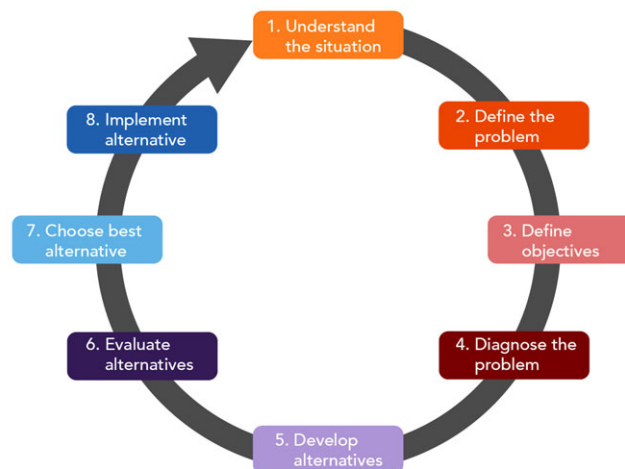 1. Understand
the situation
2. Define the
problem
3. Define
objectives
4. Diagnose the
problem
5. Develop
alternatives
6. Evaluate
alternatives
7. Choose best
alternative
8. Implement
alternative